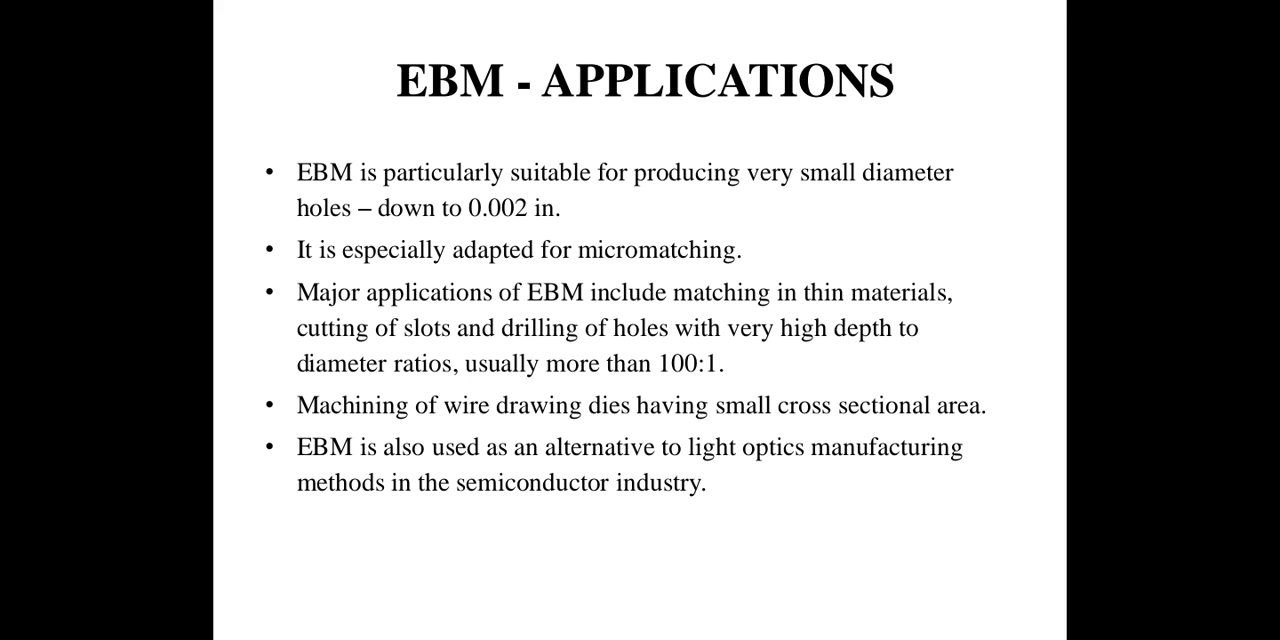 EBM - APPLICATIONS
• EBM is particularly suitable for producing very small diameter
holes – down to 0.002 in.
• It is especially adapted for micromatching.
• Major applications of EBM include matching in thin materials,
cutting of slots and drilling of holes with very high depth to
diameter ratios, usually more than 100:1.
• Machining of wire drawing dies having small cross sectional area.
• EBM is also used as an alternative to light optics manufacturing
methods in the semiconductor industry.